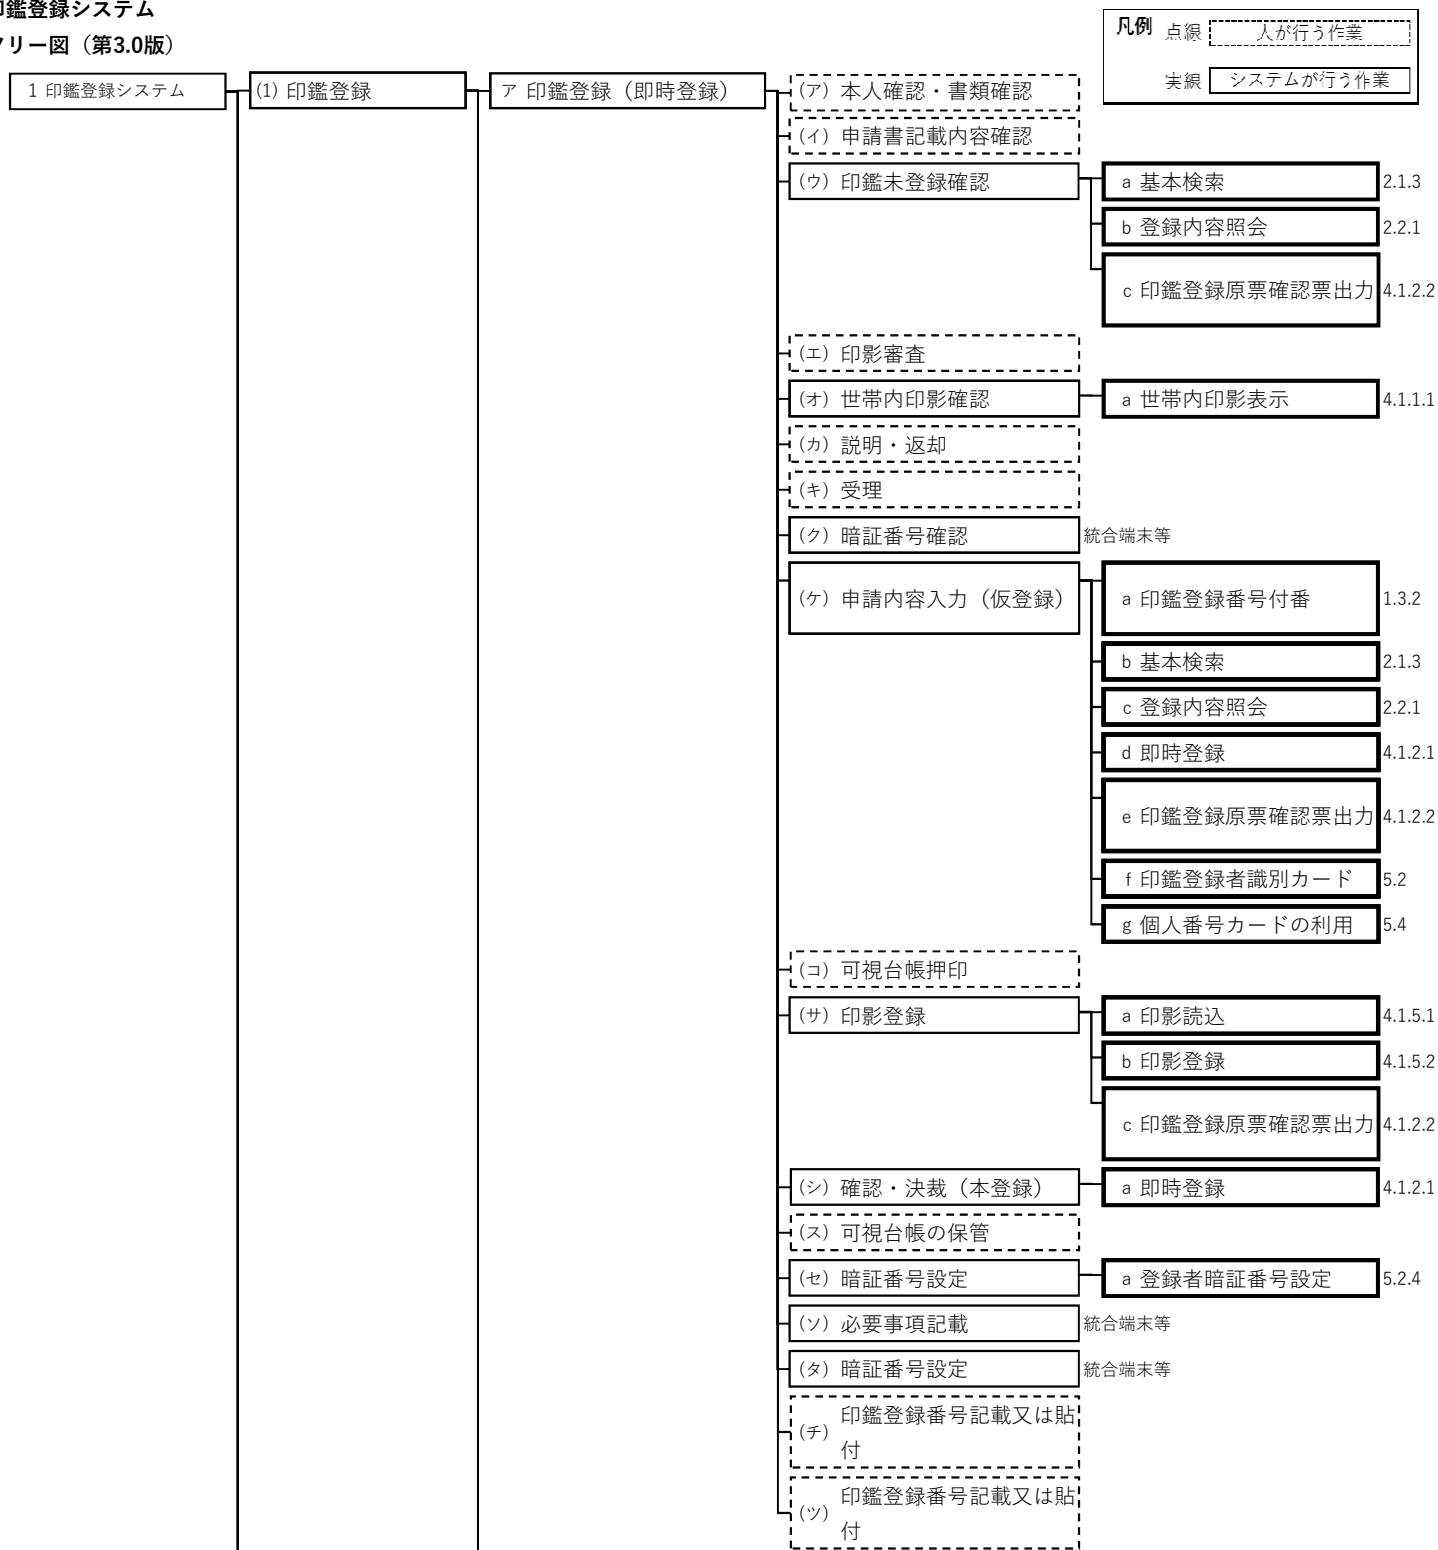 印鑑登録システム
ツリー図（第3.0版）
凡例 点線 人が行う作業
実線 システムが行う作業
1 印鑑登録システム
(1) 印鑑登録
ア 印鑑登録（即時登録）
(ア) 本人確認・書類確認
(イ) 申請書記載内容確認
(ウ) 印鑑未登録確認
a 基本検索 2.1.3
b 登録内容照会 2.2.1
c 印鑑登録原票確認票出力 4.1.2.2
(エ) 印影審査
(オ) 世帯内印影確認
a 世帯内印影表示 4.1.1.1
(カ) 説明・返却
(キ) 受理
(ク) 暗証番号確認 統合端末等
(ケ) 申請内容入力（仮登録）
a 印鑑登録番号付番 1.3.2
b 基本検索 2.1.3
c 登録内容照会 2.2.1
d 即時登録 4.1.2.1
e 印鑑登録原票確認票出力 4.1.2.2
f 印鑑登録者識別カード 5.2
g 個人番号カードの利用 5.4
(コ) 可視台帳押印
(サ) 印影登録
a 印影読込 4.1.5.1
b 印影登録 4.1.5.2
c 印鑑登録原票確認票出力 4.1.2.2
(シ) 確認・決裁（本登録）
a 即時登録 4.1.2.1
(ス) 可視台帳の保管
(セ) 暗証番号設定
a 登録者暗証番号設定 5.2.4
(ソ) 必要事項記載 統合端末等
(タ) 暗証番号設定 統合端末等
(チ) 印鑑登録番号記載又は貼
付
(ツ) 印鑑登録番号記載又は貼
付